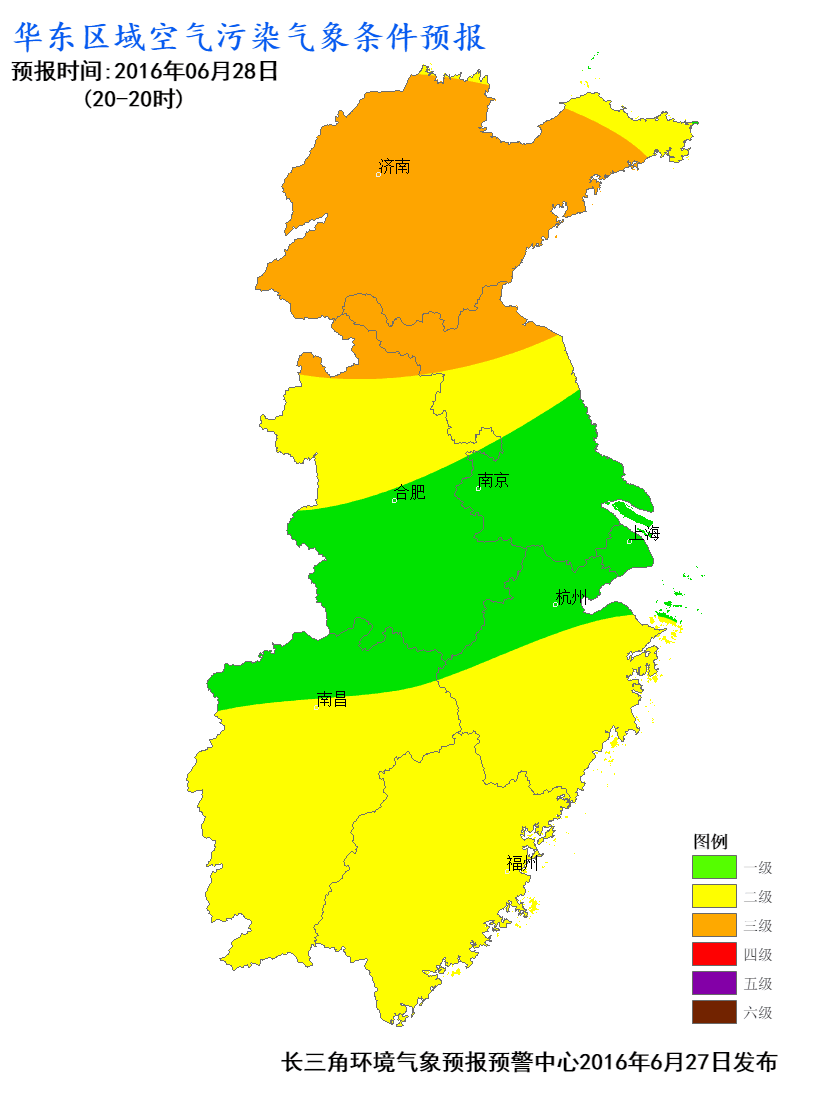 华东区域空气污染气象条件预报
预报时间:2016年06月28日
(20-20时)
济南
南京
合肥
上海
杭州
南昌
福州
图例
一级
二级
三级
四级
五级
六级
长三角环境气象预报预警中心2016年6月27日发布